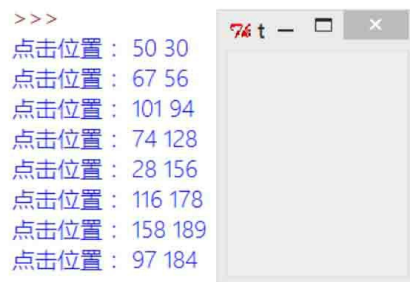 >>>
点击位置： 50 30
点击位置： 67 56
点击位置： 101 94
点击位置： 74 128
点击位置： 28 156
点击位置： 116 178
点击位置： 158 189
点击位置： 97 184
t